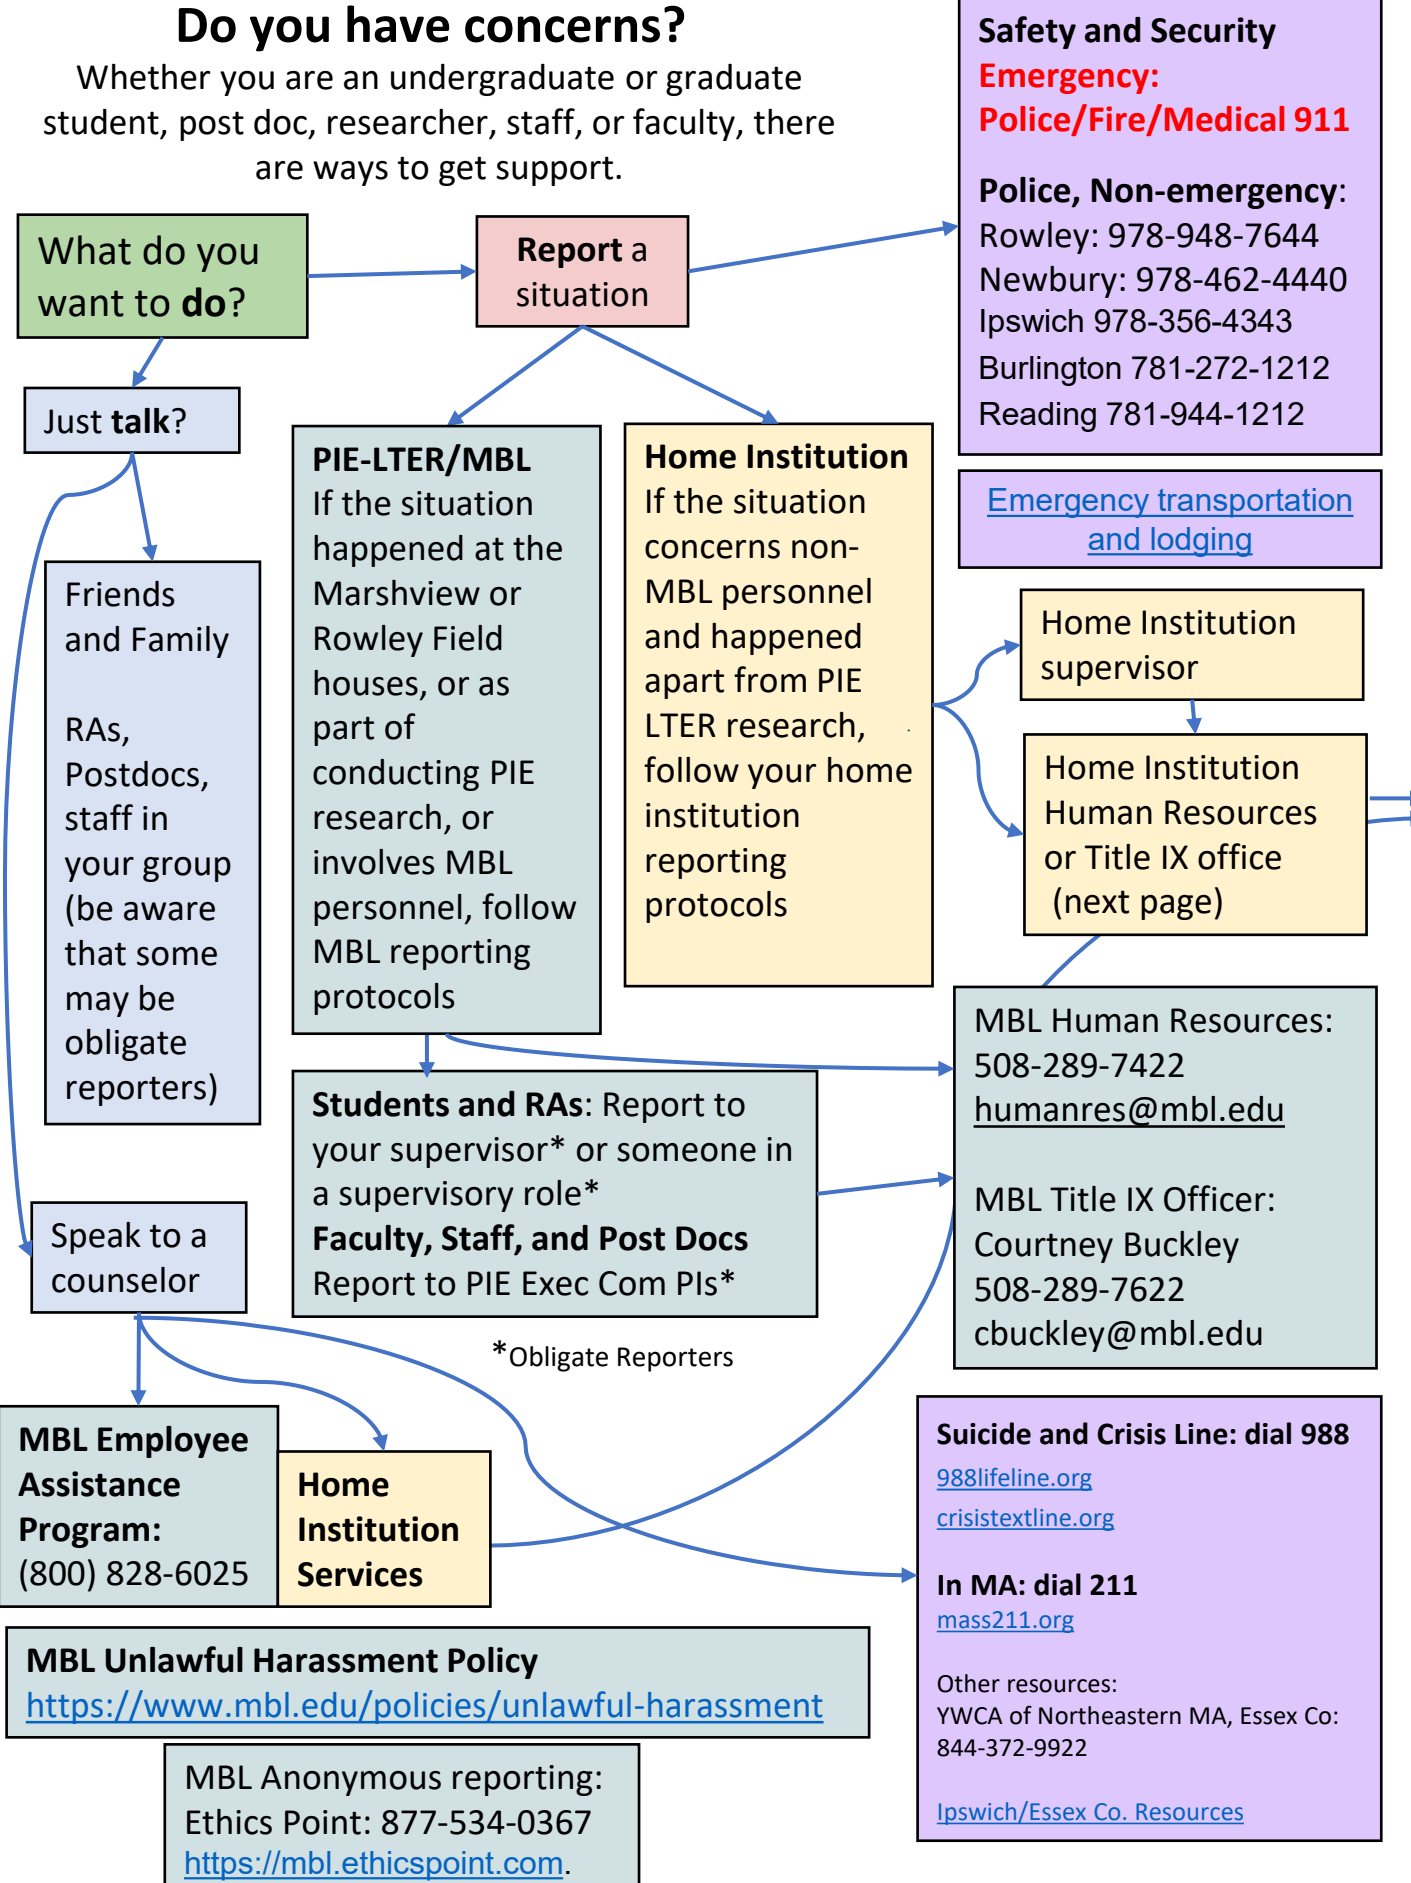 Do you have concerns?
Whether you are an undergraduate or graduate
student, post doc, researcher, staff, or faculty, there
are ways to get support.
Safety and Security
Emergency:
Police/Fire/Medical 911
Police, Non-emergency:
Rowley: 978-948-7644
Newbury: 978-462-4440
Ipswich 978-356-4343
Burlington 781-272-1212
Reading 781-944-1212
What do you
want to do?
Report a
situation
Just talk?
Friends
and Family
RAs,
Postdocs,
staff in
your group
(be aware
that some
may be
obligate
reporters)
PIE-LTER/MBL
If the situation
happened at the
Marshview or
Rowley Field
houses, or as
part of
conducting PIE
research, or
involves MBL
personnel, follow
MBL reporting
protocols
Home Institution
If the situation
concerns non-
MBL personnel
and happened
apart from PIE
LTER research,
follow your home
institution
reporting
protocols
Emergency transportation
and lodging
Home Institution
supervisor
Home Institution
Human Resources
or Title IX office
(next page)
Students and RAs: Report to
your supervisor* or someone in
a supervisory role*
Faculty, Staff, and Post Docs
Report to PIE Exec Com PIs*
*Obligate Reporters
MBL Human Resources:
508-289-7422
humanres@mbl.edu
MBL Title IX Officer:
Courtney Buckley
508-289-7622
cbuckley@mbl.edu
Speak to a
counselor
MBL Employee
Assistance
Program:
(800) 828-6025
Home
Institution
Services
Suicide and Crisis Line: dial 988
988lifeline.org
crisistextline.org
In MA: dial 211
mass211.org
Other resources:
YWCA of Northeastern MA, Essex Co:
844-372-9922
Ipswich/Essex Co. Resources
MBL Unlawful Harassment Policy
https://www.mbl.edu/policies/unlawful-harassment
MBL Anonymous reporting:
Ethics Point: 877-534-0367
https://mbl.ethicspoint.com.